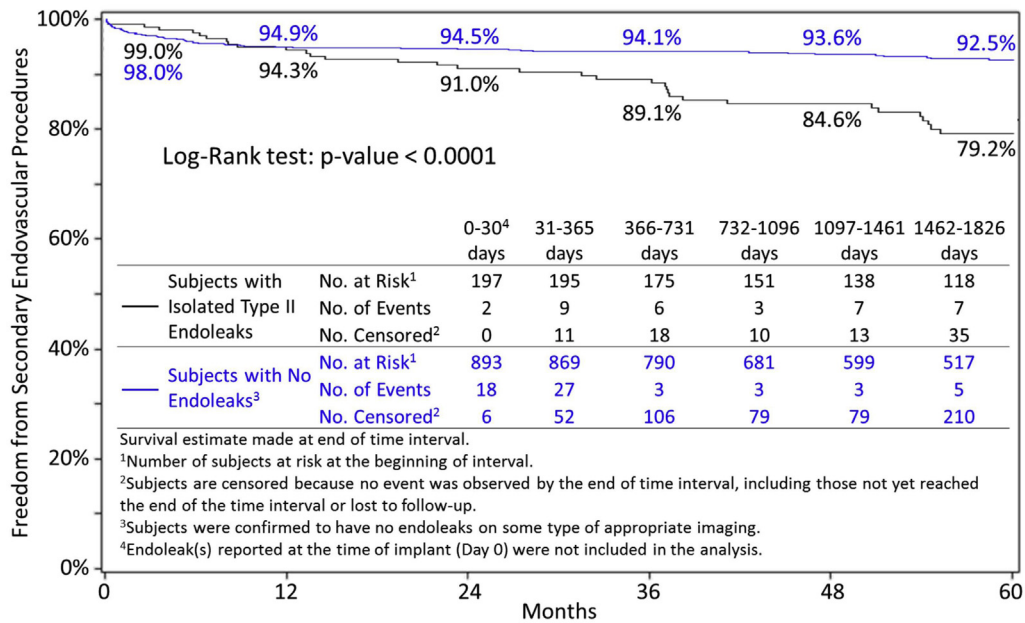 Freedom from Secondary Endovascular Procedures
100%
80%
60%
40%
20%
0%
94.9%
94.5%
94.1%
93.6%
92.5%
99.0%
98.0%
94.3%
91.0%
89.1%
84.6%
79.2%
Log-Rank test: p-value < 0.0001
0-30⁴ 31-365 366-731 732-1096 1097-1461 1462-1826
days days days days days days
Subjects with No. at Risk¹ 197 195 175 151 138 118
Isolated Type II No. of Events 2 9 6 3 7 7
Endoleaks No. Censored² 0 11 18 10 13 35
No. at Risk¹ 893 869 790 681 599 517
Subjects with No No. of Events 18 27 3 3 3 5
Endoleaks³ No. Censored² 6 52 106 79 79 210
Survival estimate made at end of time interval.
¹Number of subjects at risk at the beginning of interval.
²Subjects are censored because no event was observed by the end of time interval, including those not yet reached
the end of the time interval or lost to follow-up.
³Subjects were confirmed to have no endoleaks on some type of appropriate imaging.
⁴Endoleak(s) reported at the time of implant (Day 0) were not included in the analysis.
0 12 24 36 48 60
Months